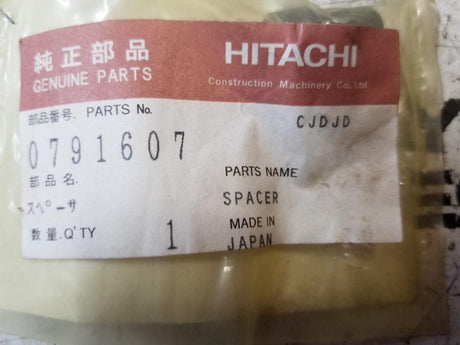 純正部品 HITACHI
GENUINE PARTS Construction Machinery Co., Ltd.
部品番号. PARTS No. CJDJD
0791607
部品名. PARTS NAME
スペーサ SPACER
数量. Q'TY 1 MADE IN
JAPAN